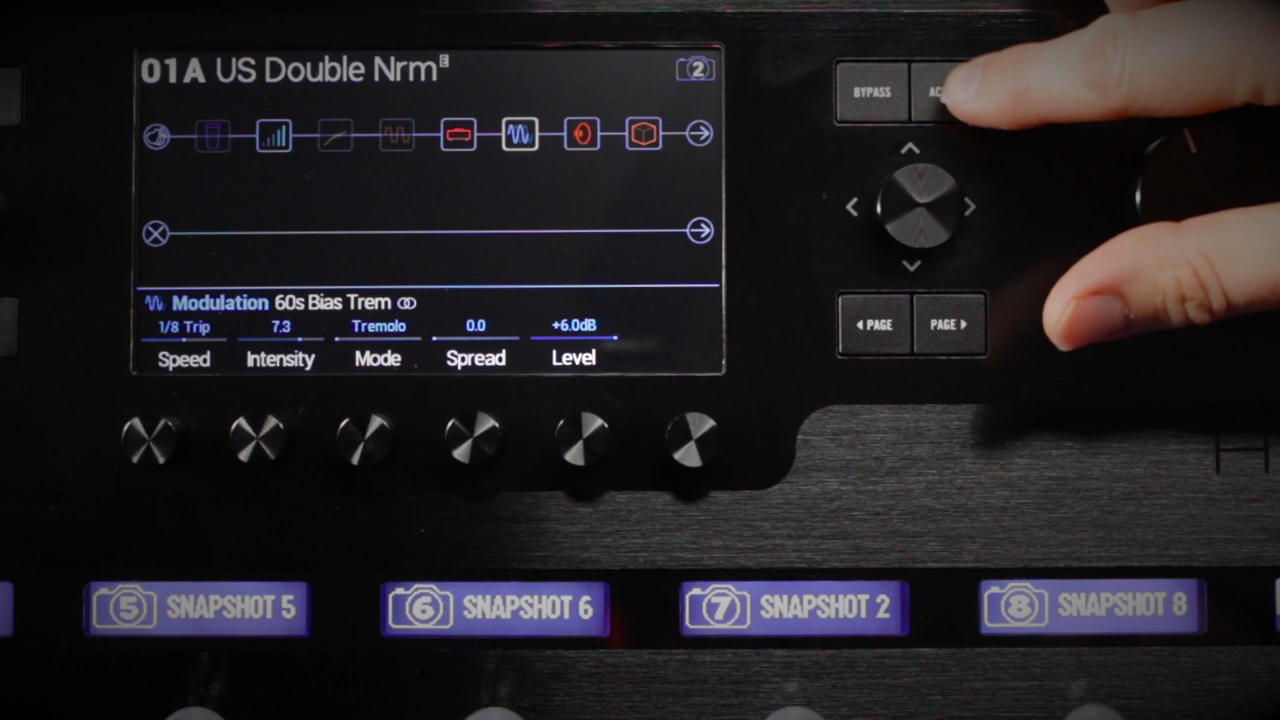 01A US Double Nrm E
2
BYPASS
Modulation 60s Bias Trem
1/8 Trip 7.3 Tremolo 0.0 +6.0dB
Speed Intensity Mode Spread Level
PAGE PAGE
5 SNAPSHOT 5 6 SNAPSHOT 6 7 SNAPSHOT 2 8 SNAPSHOT 8